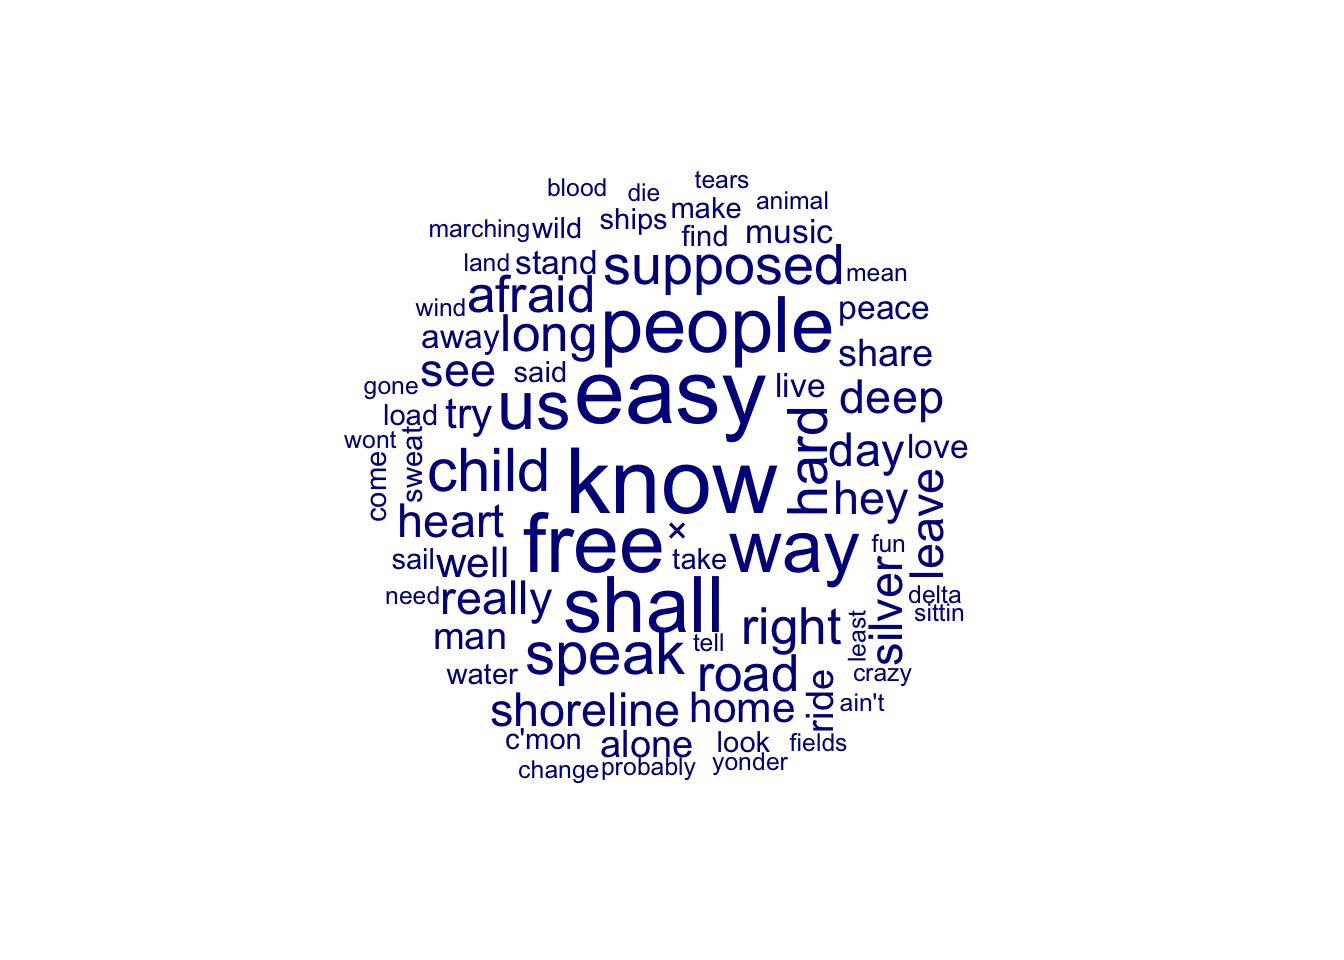 tears
blood
die
animal
make
ships
marching
wild
find
music
land
stand
supposed
mean
afraid
wind
peace
people
away
long
share
see
said
easy
live
gone
deep
load
try
us
hard
wont
sweat
day
love
child
know
come
hey
leave
heart
free
×
way
fun
sail
well
take
silver
need
really
shall
delta
sittin
man
speak
tell
right
least
water
road
crazy
shoreline
home
ride
ain't
c'mon
alone
look
fields
change
probably
yonder